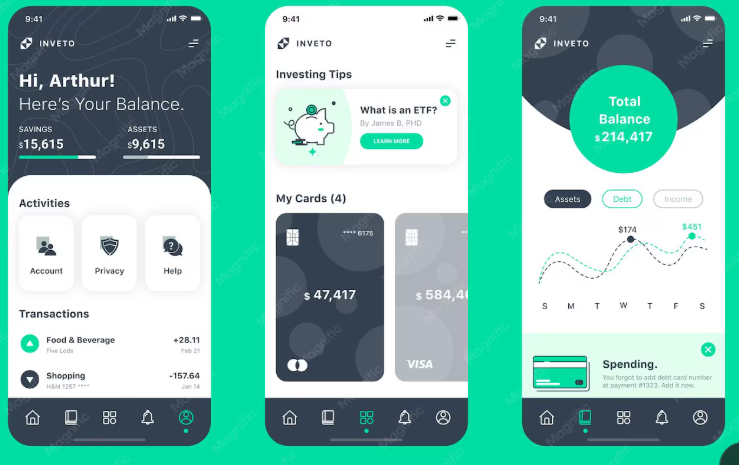 9:41
INVETO
Hi, Arthur!
Here's Your Balance.
SAVINGS
$15,615
ASSETS
$9,615
Activities
Account
Privacy
Help
Transactions
Food & Beverage
+28.11
Five Leds
Feb 21
Shopping
-157.64
H&M 1257 ****
Jan 14
9:41
INVETO
Investing Tips
What is an ETF?
By James B, PHD
LEARN MORE
My Cards (4)
**** 6175
****
$ 47,417
$ 584,4
VISA
9:41
INVETO
Total
Balance
$214,417
Assets
Debt
Income
$174
$451
S M T W T F S
Spending.
You forgot to add debt card number
at payment #1323. Add it now.
Magnific